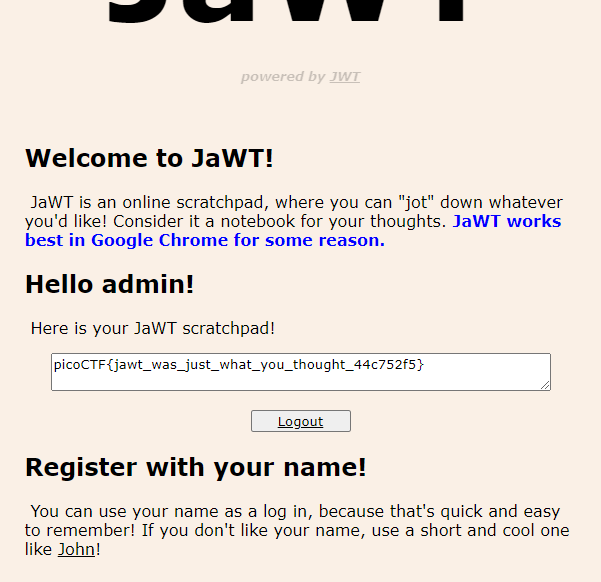 JaWT
powered by JWT
Welcome to JaWT!
JaWT is an online scratchpad, where you can "jot" down whatever
you'd like! Consider it a notebook for your thoughts. JaWT works
best in Google Chrome for some reason.
Hello admin!
Here is your JaWT scratchpad!
picoCTF{jawt_was_just_what_you_thought_44c752f5}
Logout
Register with your name!
You can use your name as a log in, because that's quick and easy
to remember! If you don't like your name, use a short and cool one
like John!